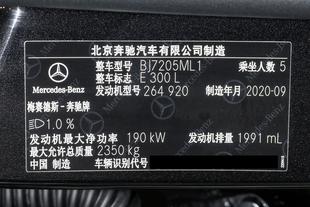 北京奔驰汽车有限公司制造
Mercedes-Benz
整车型号 BJ7205ML1 乘坐人数 5
整车标志 E 300 L
发动机型号 264 920 制造年月 2020-09
梅赛德斯-奔驰牌
1.0 %
发动机最大净功率 190 kW 发动机排量 1991 mL
最大允许总质量 2350 kg
中国 制造 车辆识别代号